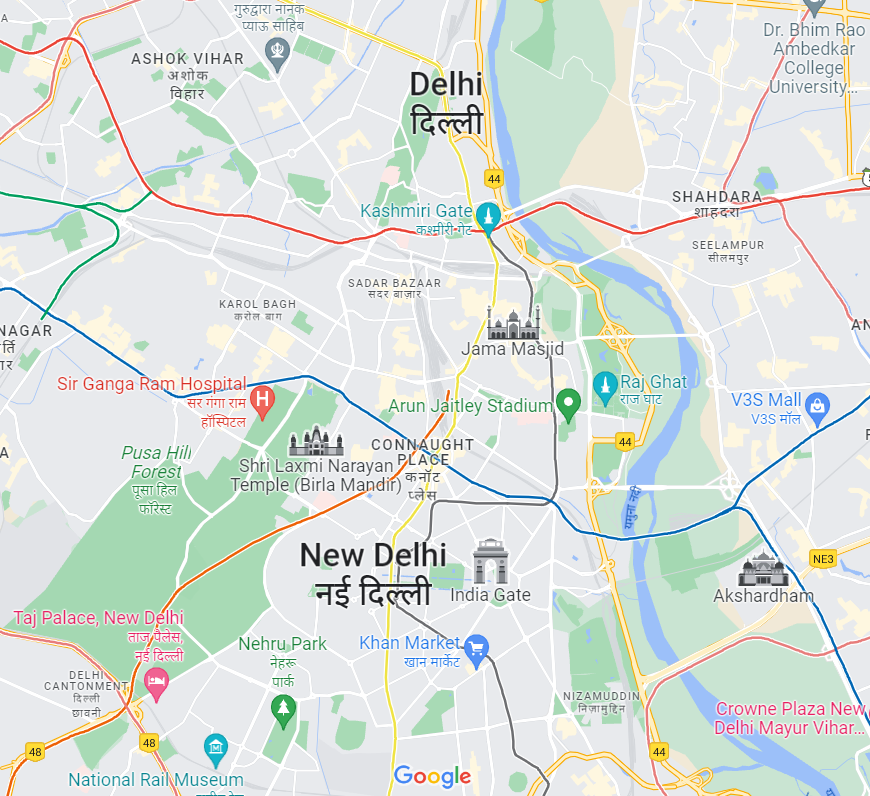 गुरुद्वारा नानक
प्याऊ साहिब
Dr. Bhim Rao
Ambedkar
College
University...
ASHOK VIHAR
अशोक
विहार
Delhi
दिल्ली
44
SHAHDARA
शाहदरा
Kashmiri Gate
कश्मीरी गेट
SEELAMPUR
सीलमपुर
SADAR BAZAAR
सदर बाज़ार
KAROL BAGH
करोल बाग
NAGAR
AN
Jama Masjid
Sir Ganga Ram Hospital
सर गंगा राम
हॉस्पिटल
Raj Ghat
राज घाट
Arun Jaitley Stadium
V3S Mall
V3S मॉल
44
CONNAUGHT
PLACE
कनॉट
प्लेस
Pusa Hill
Forest
पूसा हिल
फॉरेस्ट
Shri Laxmi Narayan
Temple (Birla Mandir)
यमुना नदी
New Delhi
नई दिल्ली
India Gate
NE3
Akshardham
Taj Palace, New Delhi
ताज पैलेस,
नई दिल्ली
Nehru Park
नेहरू
पार्क
Khan Market
खान मार्केट
DELHI
CANTONMENT
दिल्ली
छावनी
NIZAMUDDIN
निज़ामुद्दिन
Crowne Plaza New
Delhi Mayur Vihar...
48
48
44
National Rail Museum
Google